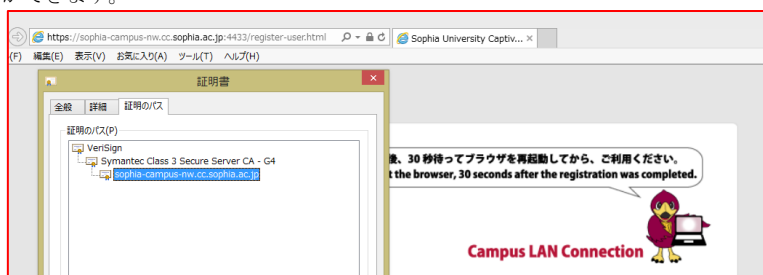 ができます。
https://sophia-campus-nw.cc.sophia.ac.jp:4433/register-user.html
Sophia University Captiv... ×
(F) 編集(E) 表示(V) お気に入り(A) ツール(T) ヘルプ(H)
証明書
全般 詳細 証明のパス
証明のパス(P)
VeriSign
Symantec Class 3 Secure Server CA - G4
sophia-campus-nw.cc.sophia.ac.jp
後、30 秒待ってブラウザを再起動してから、ご利用ください。
the browser, 30 seconds after the registration was completed.
Campus LAN Connection